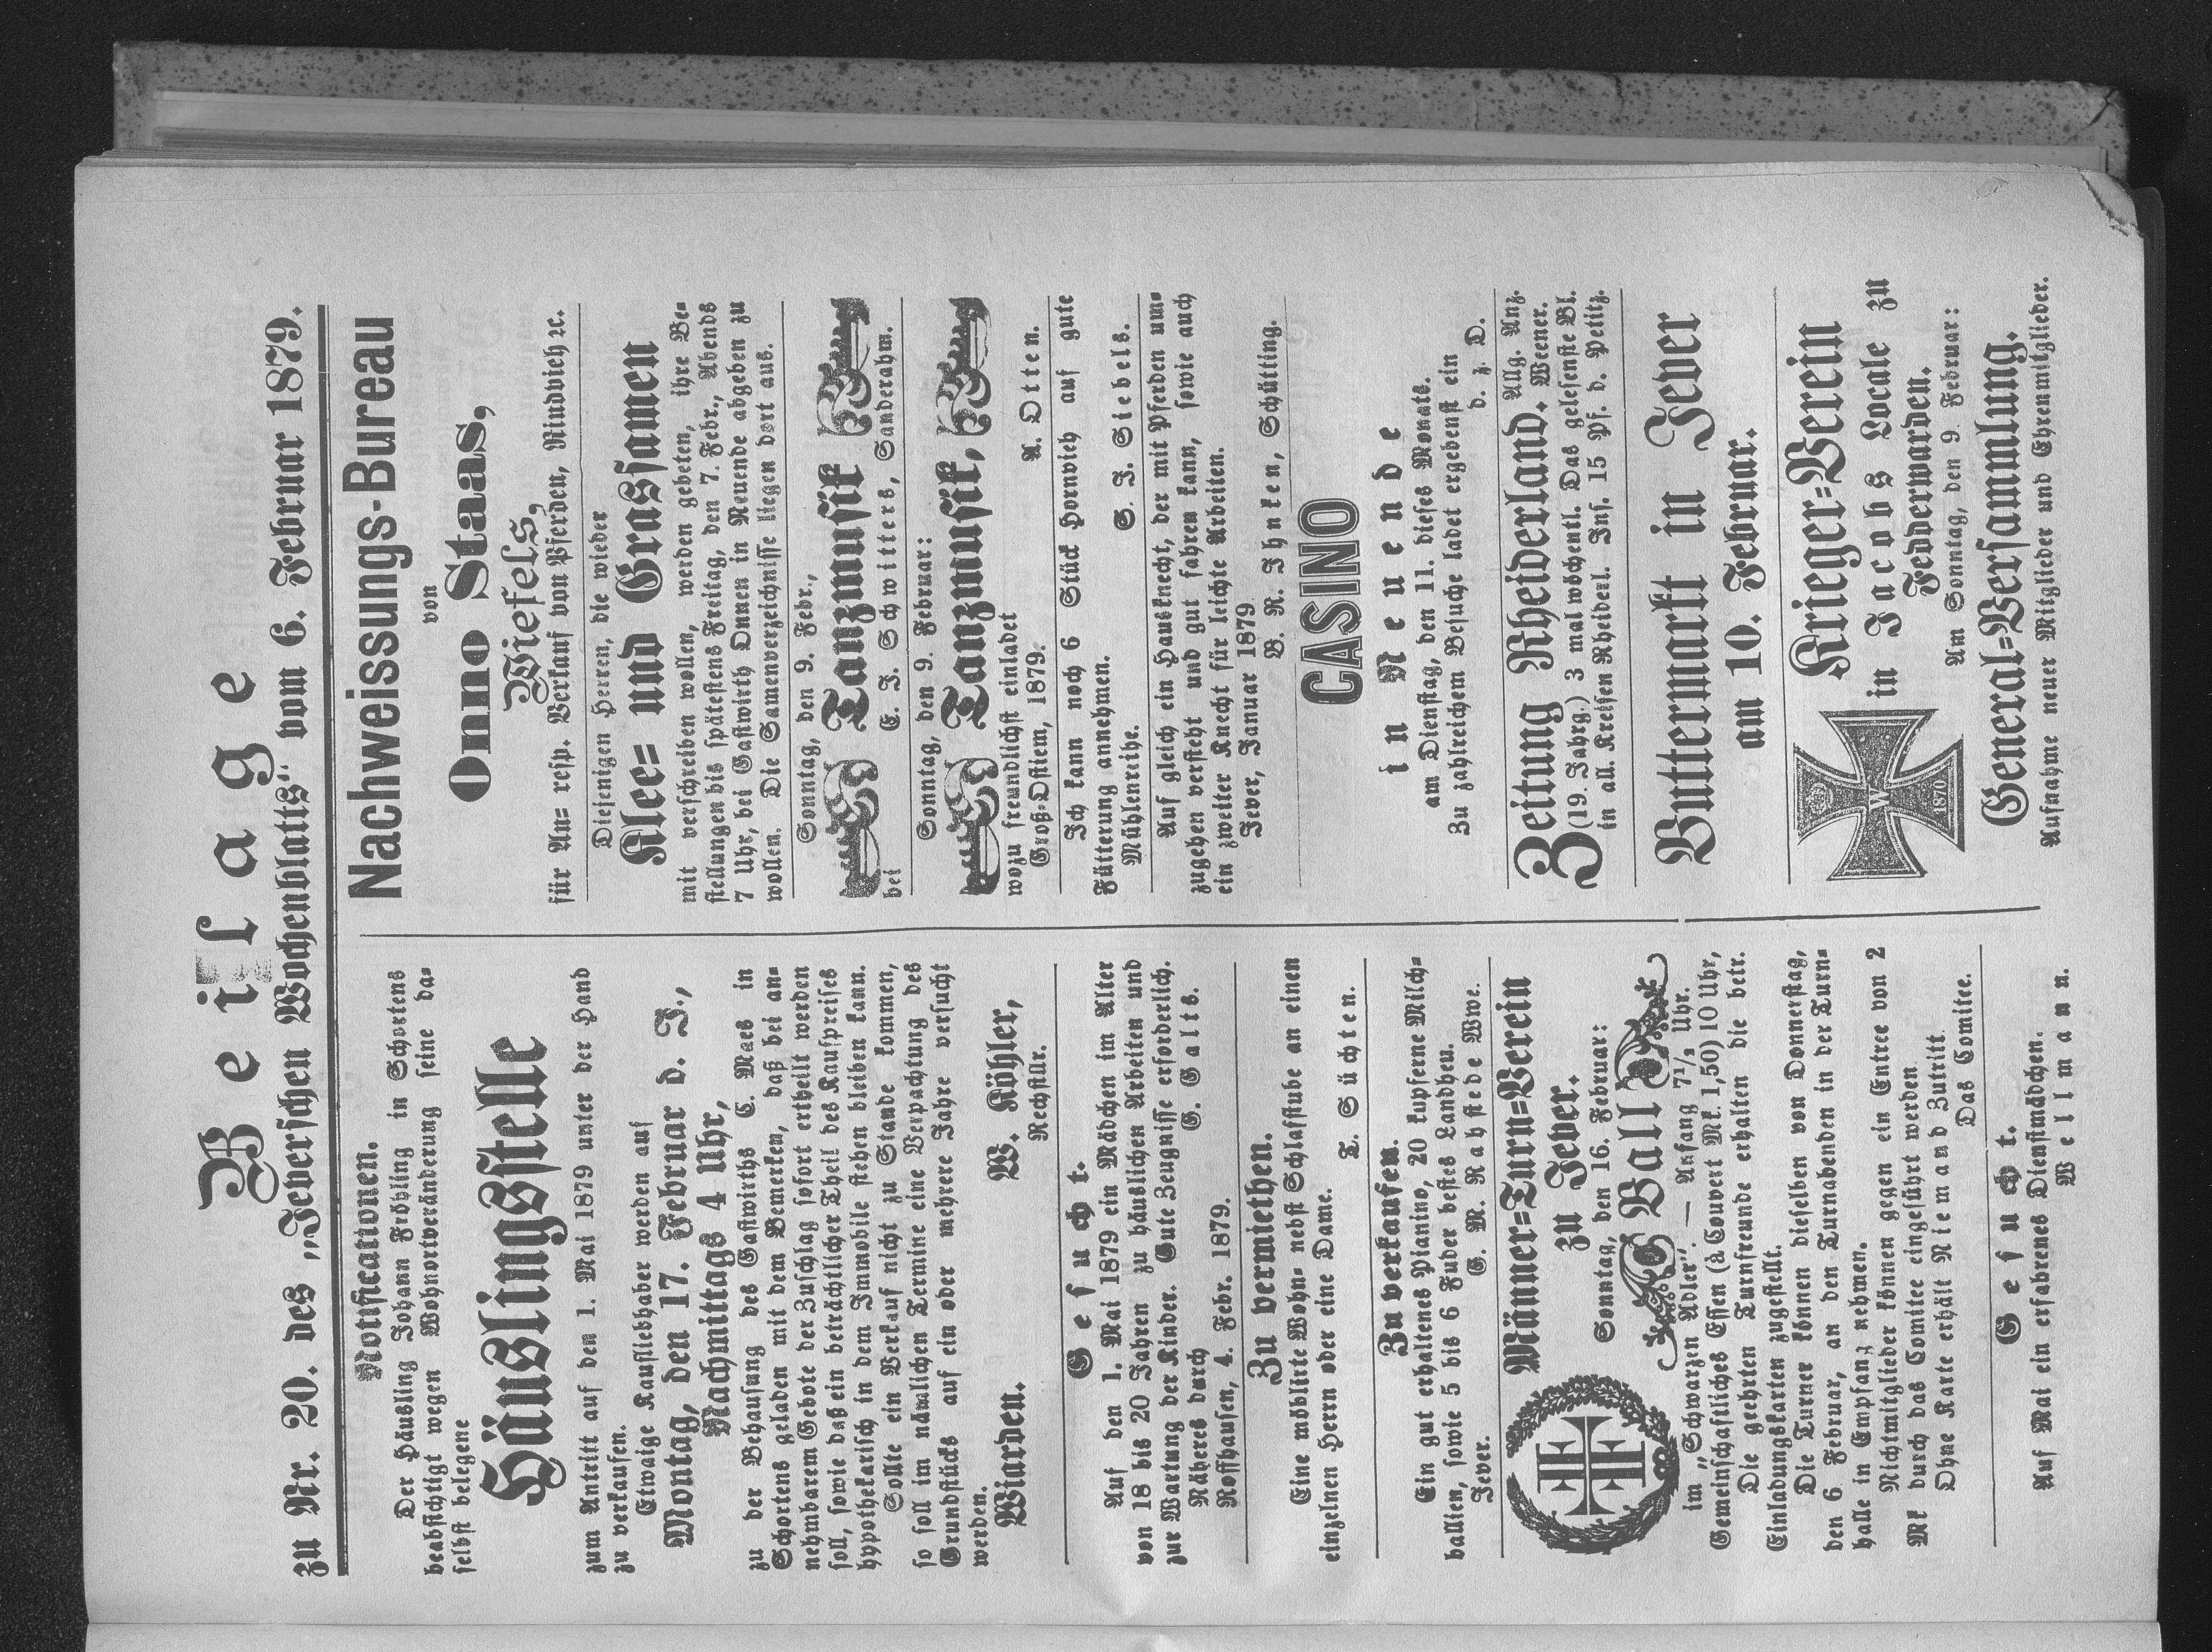 Beilage
zu Nr. 20. des „Jeverschen Wochenblatts“ vom 6. Februar 1879.
Notificationen.
Der Häusling Johann Fröhling in Schortens
beabsichtigt wegen Wohnortveränderung seine da-
selbst belegene
Häuslingsstelle
zum Antritt auf den 1. Mai 1879 unter der Hand
zu verkaufen.
Etwaige Kaufliebhaber werden auf
Montag, den 17. Februar d. J.,
Nachmittags 4 Uhr,
zu der Behausung des Gastwirths C. Maes in
Schortens geladen mit dem Bemerken, daß bei an-
nehmbarem Gebote der Zuschlag sofort ertheilt werden
soll, sowie daß ein beträchtlicher Theil des Kaufpreises
hypothekarisch in dem Immobile stehen bleiben kann.
Sollte ein Verkauf nicht zu Stande kommen,
so soll im nämlichen Termine eine Verpachtung des
Grundstücks auf ein oder mehrere Jahre versucht
werden.
Wiarden. W. Köhler,
Rechstllr.
Gesucht.
Auf den 1. Mai 1879 ein Mädchen im Alter
von 18 bis 20 Jahren zu häuslichen Arbeiten und
zur Wartung der Kinder. Gute Zeugnisse erforderlich.
Näheres durch G. Galts.
Roffhausen, 4. Febr. 1879.
Zu vermiethen.
Eine möblirte Wohn- nebst Schlafstube an einen
einzelnen Herrn oder eine Dame.
T. Süchten.
Zu verkaufen.
Ein gut erhaltenes Pianino, 20 kupferne Milch-
ballien, sowie 5 bis 6 Fuder bestes Landheu.
Jever. G. M. Rahstede Wwe.
Männer-Turn-Verein
zu Jever.
Sonntag, den 16. Februar:
Ball
im „Schwarzen Adler“. — Anfang 7½ Uhr.
Gemeinschaftliches Essen (à Couvert Mk. 1,50) 10 Uhr,
Die geehrten Turnfreunde erhalten die betr.
Einladungskarten zugestellt.
Die Turner können dieselben von Donnerstag,
den 6. Februar, an den Turnabenden in der Turn-
halle in Empfang nehmen.
Nichtmitglieder können gegen ein Entree von 2
Mk durch das Comitee eingeführt werden.
Ohne Karte erhält Niemand Zutritt.
Das Comitee.
Gesucht.
Auf Mai ein erfahrenes Dienstmädchen.
Wellmann.
Nachweissungs-Bureau
von
Onno Staas,
Wiefels,
für An- resp. Verkauf von Pferden, Rindvieh ꝛc.
Diejenigen Herren, die wieder
Klee- und Grassamen
mit verschreiben wollen, werden gebeten, ihre Be-
stellungen bis spätestens Freitag, den 7. Febr., Abends
7 Uhr, bei Gastwirth Onnen in Neuende abgeben zu
wollen. Die Samenverzeichnisse liegen dort aus.
Sonntag, den 9. Febr.,
Tanzmusik
bei E. J. Schwitters, Sanderahm.
Sonntag, den 9. Februar:
Tanzmusik,
wozu freundlichst einladet
Groß-Ostiem, 1879. A. Otten.
Ich kann noch 6 Stück Hornvieh auf gute
Fütterung annehmen.
Mühlenreihe. S. J. Siebels.
Auf gleich ein Hausknecht, der mit Pferden um-
zugehen versteht und gut fahren kann, sowie auch
ein zweiter Knecht für leichte Arbeiten.
Jever, Januar 1879
B. R. Ihnken, Schütting.
CASINO
in Neuende
am Dienstag, den 11. dieses Monats.
Zu zahlreichem Besuche ladet ergebenst ein
d. z. D.
Zeitung Rheiderland. Allg. Anz. Weener.
(19. Jahrg.) 3 mal wöchentl. Das gelesenste Bl.
in all. Kreisen Rheiderl. Ins. 15 Pf. d. Petitz.
Buttermarkt in Jever
am 10. Februar.
W
1870
Krieger-Verein
in Jacobs Locale zu
Fedderwarden.
Am Sonntag, den 9. Februar:
General-Versammlung.
Aufnahme neuer Mitglieder und Ehrenmitglieder.